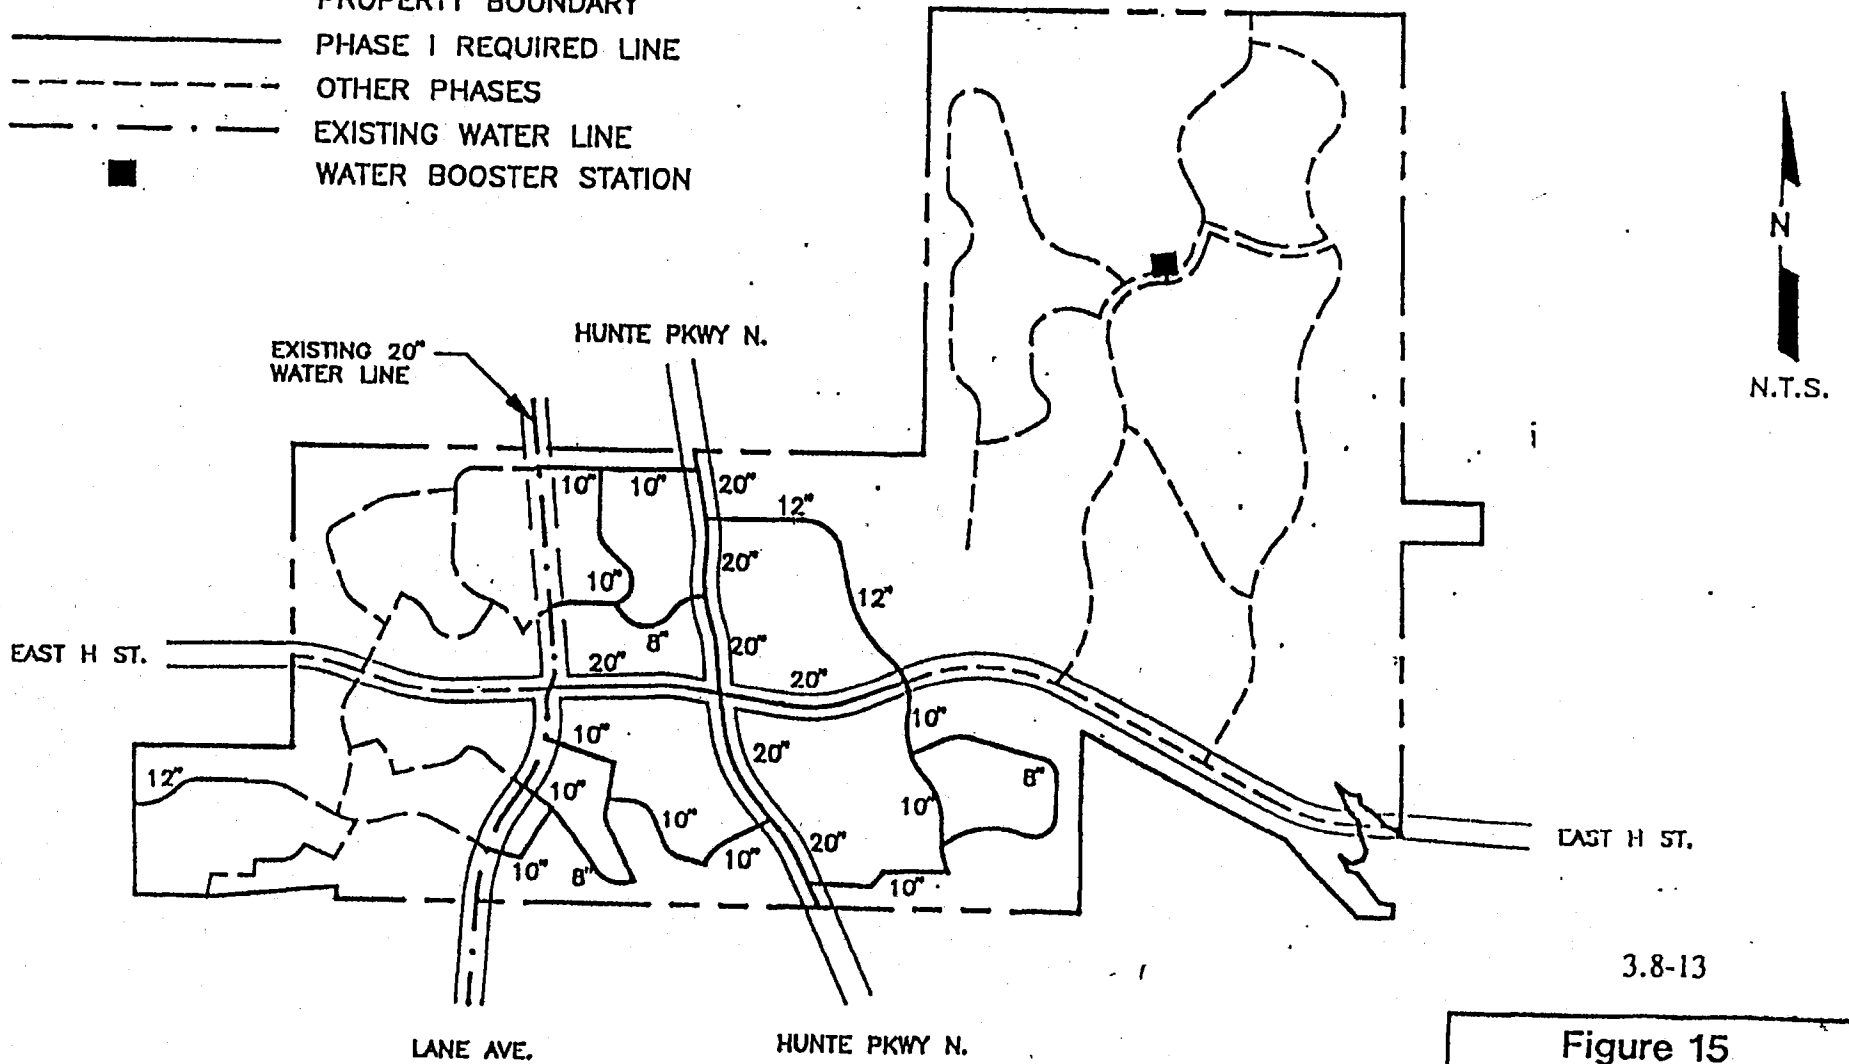 PROPERTY BOUNDARY
PHASE I REQUIRED LINE
OTHER PHASES
EXISTING WATER LINE
WATER BOOSTER STATION
N
N.T.S.
HUNTE PKWY N.
EXISTING 20"
WATER LINE
10"
10"
20"
12"
20"
10"
12"
8"
20"
EAST H ST.
20"
20"
10"
10"
20"
12"
10"
8"
10"
10"
20"
10"
10"
8"
10"
EAST H ST.
3.8-13
LANE AVE.
HUNTE PKWY N.
Figure 15